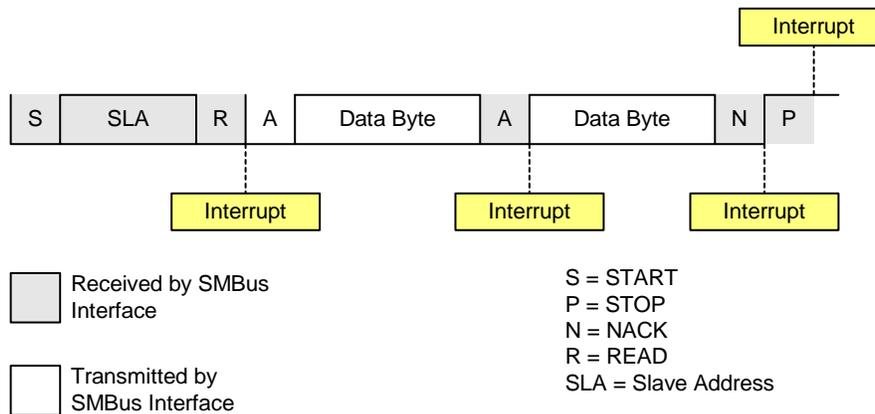 Interrupt
S SLA R A Data Byte A Data Byte N P
Interrupt Interrupt Interrupt
Received by SMBus
Interface
Transmitted by
SMBus Interface
S = START
P = STOP
N = NACK
R = READ
SLA = Slave Address